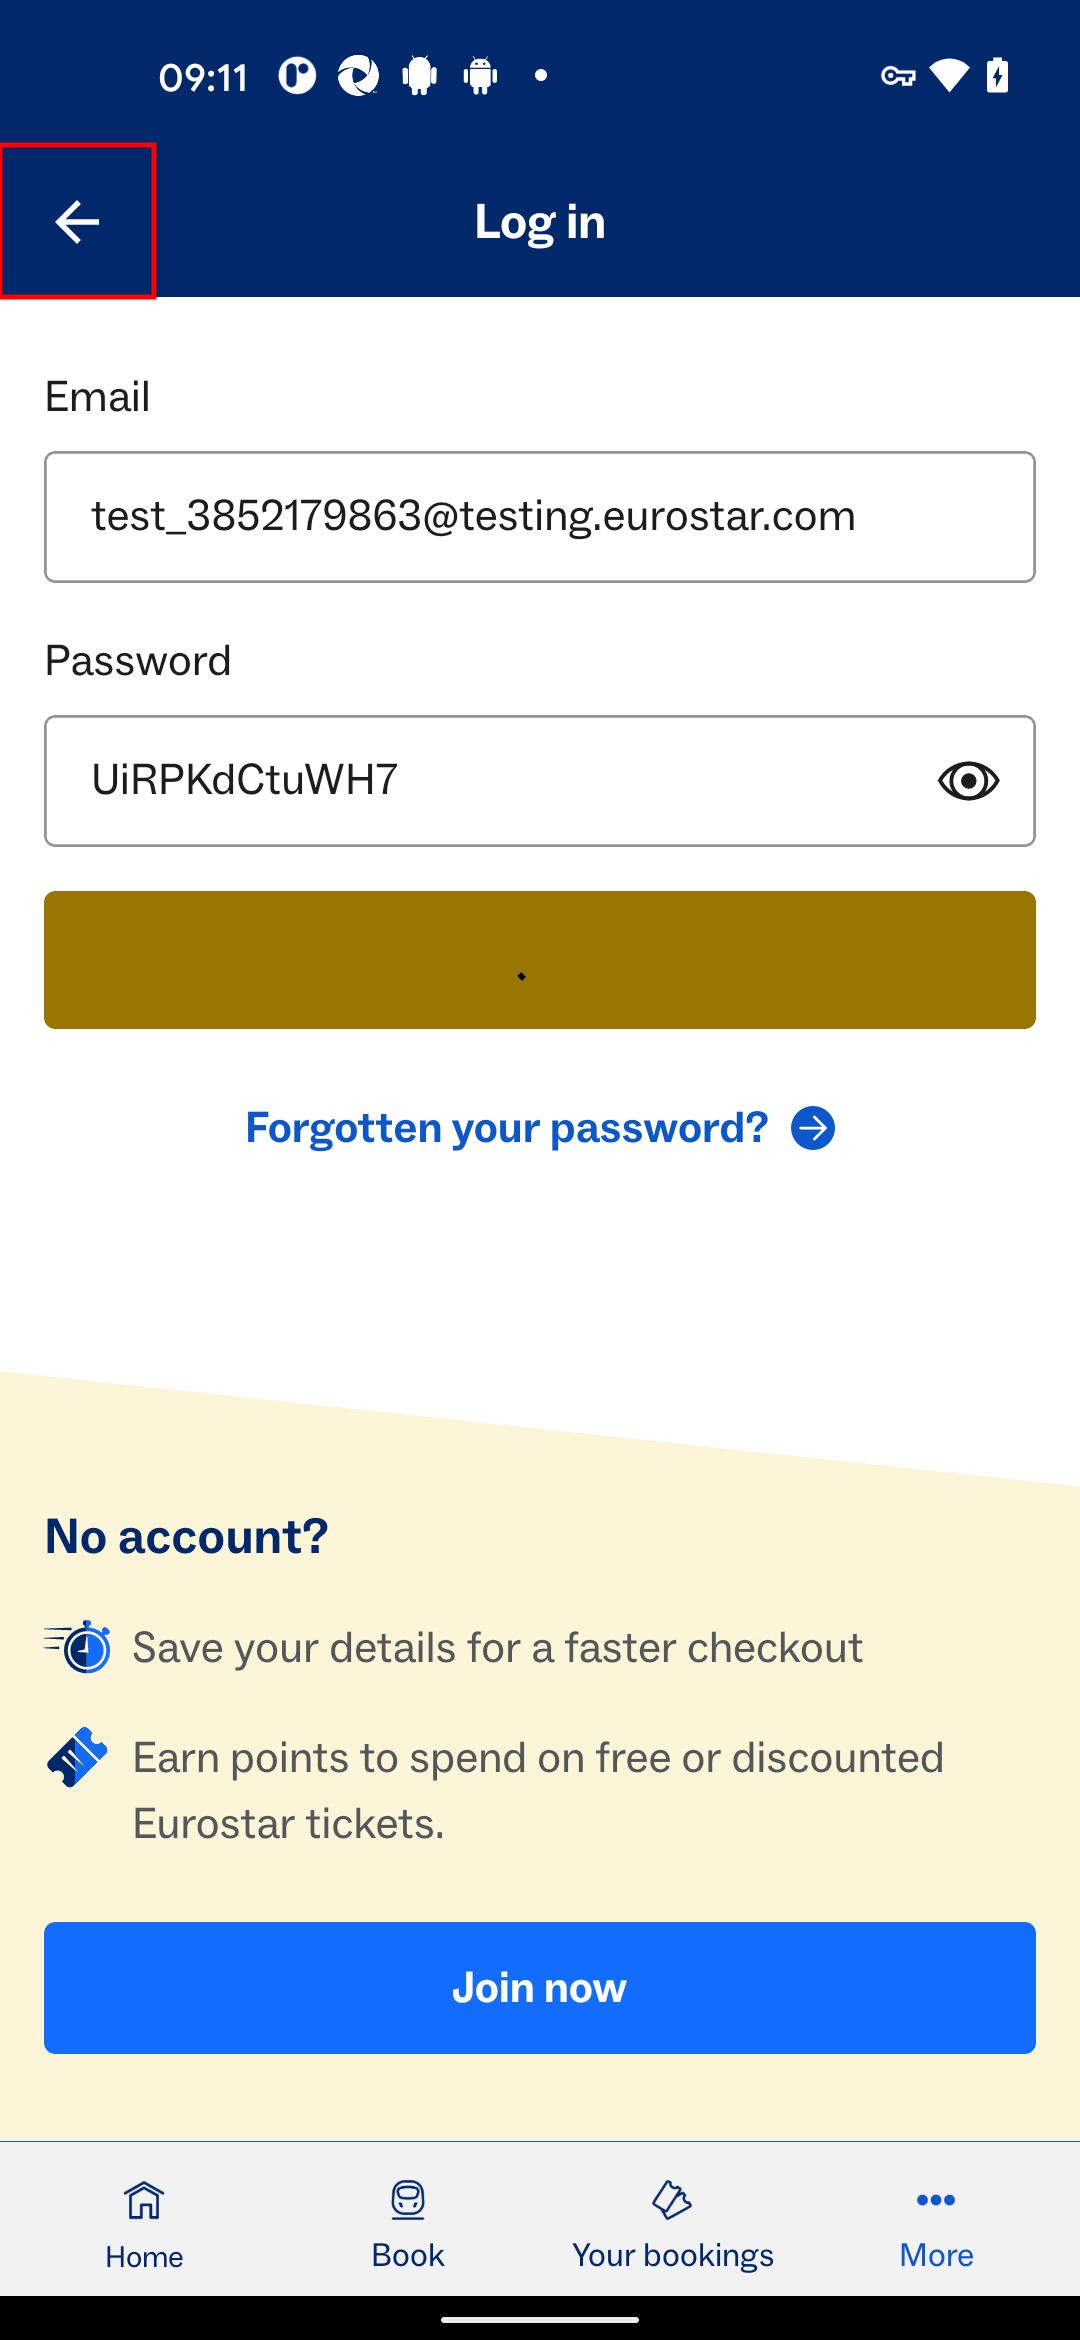 09:11
Log in
Email
test_3852179863@testing.eurostar.com
Password
UiRPKdCtuWH7
Forgotten your password?
No account?
Save your details for a faster checkout
Earn points to spend on free or discounted
Eurostar tickets.
Join now
Home
Book
Your bookings
More